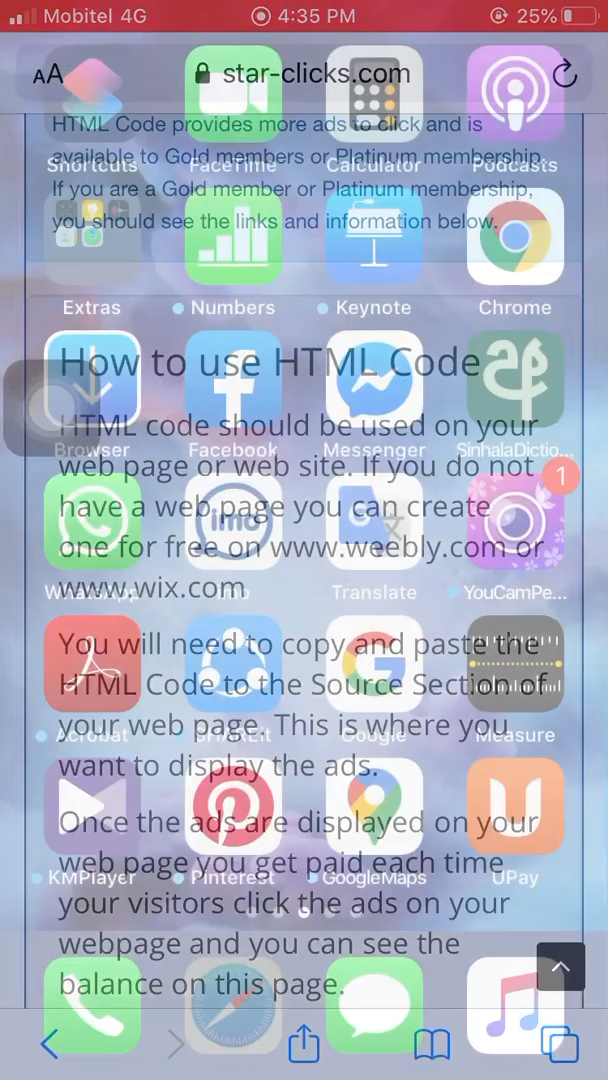 Mobitel 4G 4:35 PM 25%
AA star-clicks.com
HTML Code provides more ads to click and is
available to Gold members or Platinum membership.
Shortcuts FaceTime Calculator Podcasts
If you are a Gold member or Platinum membership,
you should see the links and information below.
Extras Numbers Keynote Chrome
How to use HTML Code
අ
HTML code should be used on your
Browser Facebook Messenger SinhalaDictio...
web page or web site. If you do not
1
have a web page you can create
imo
one for free on www.weebly.com or
www.wix.com
WhatsApp imo Translate YouCamPe...
You will need to copy and paste the
HTML Code to the Source Section of
your web page. This is where you
Acrobat SHAREit Google Measure
want to display the ads.
Once the ads are displayed on your
web page you get paid each time
KMPlayer Pinterest GoogleMaps UPay
your visitors click the ads on your
webpage and you can see the
balance on this page.